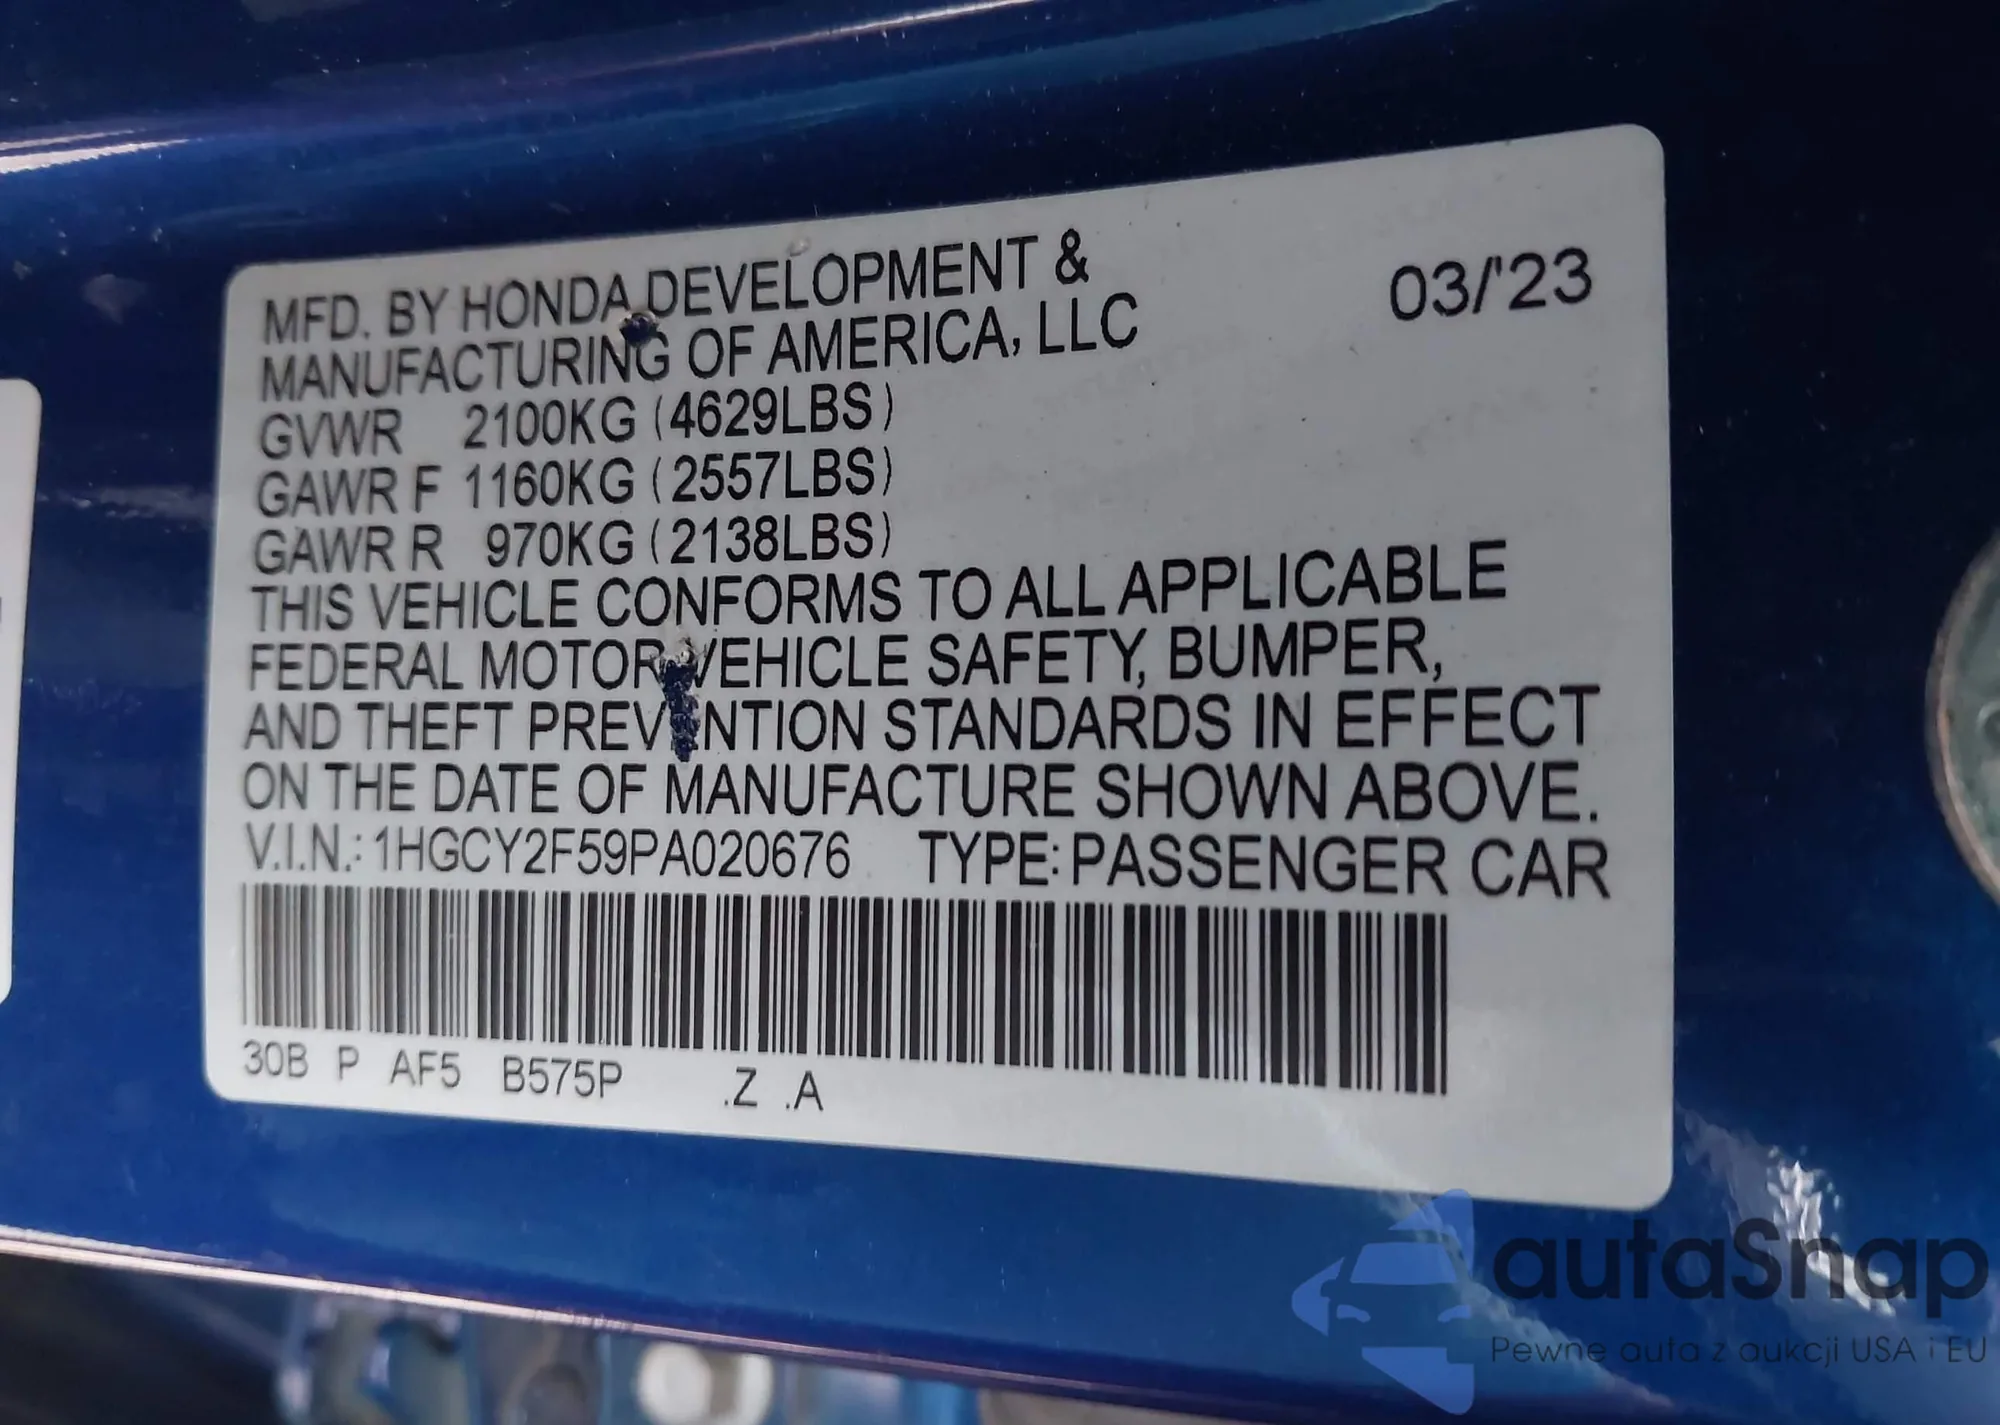 MFD. BY HONDA DEVELOPMENT &
MANUFACTURING OF AMERICA, LLC
03/'23
GVWR 2100KG (4629LBS)
GAWR F 1160KG (2557LBS)
GAWR R 970KG (2138LBS)
THIS VEHICLE CONFORMS TO ALL APPLICABLE
FEDERAL MOTOR VEHICLE SAFETY, BUMPER,
AND THEFT PREVENTION STANDARDS IN EFFECT
ON THE DATE OF MANUFACTURE SHOWN ABOVE.
V.I.N.: 1HGCY2F59PA020676 TYPE: PASSENGER CAR
30B P AF5 B575P .Z .A
autaSnap
Pewne auta z aukcji USA i EU